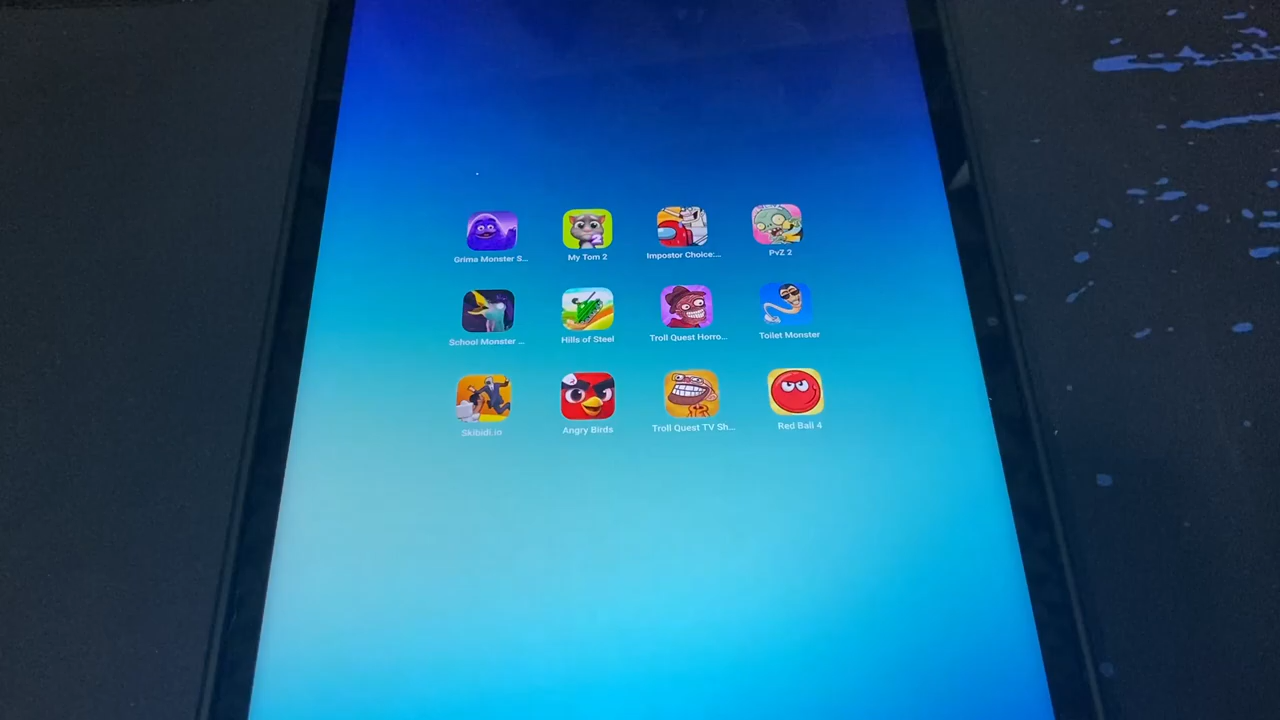 Grima Monster S...
My Tom 2
Impostor Choice:...
PvZ 2
School Monster ...
Hills of Steel
Troll Quest Horro...
Toilet Monster
Skibidi.io
Angry Birds
Troll Quest TV Sh...
Red Ball 4